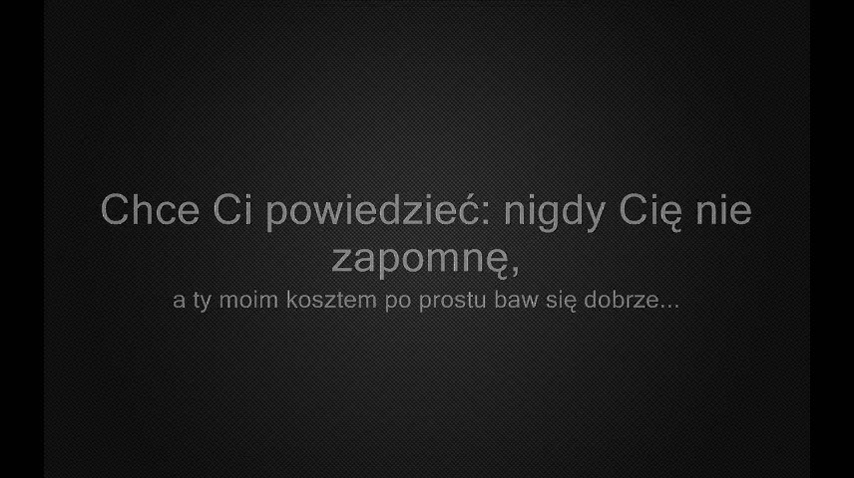 Chce Ci powiedzieć: nigdy Cię nie
zapomnę,
a ty moim kosztem po prostu baw się dobrze...